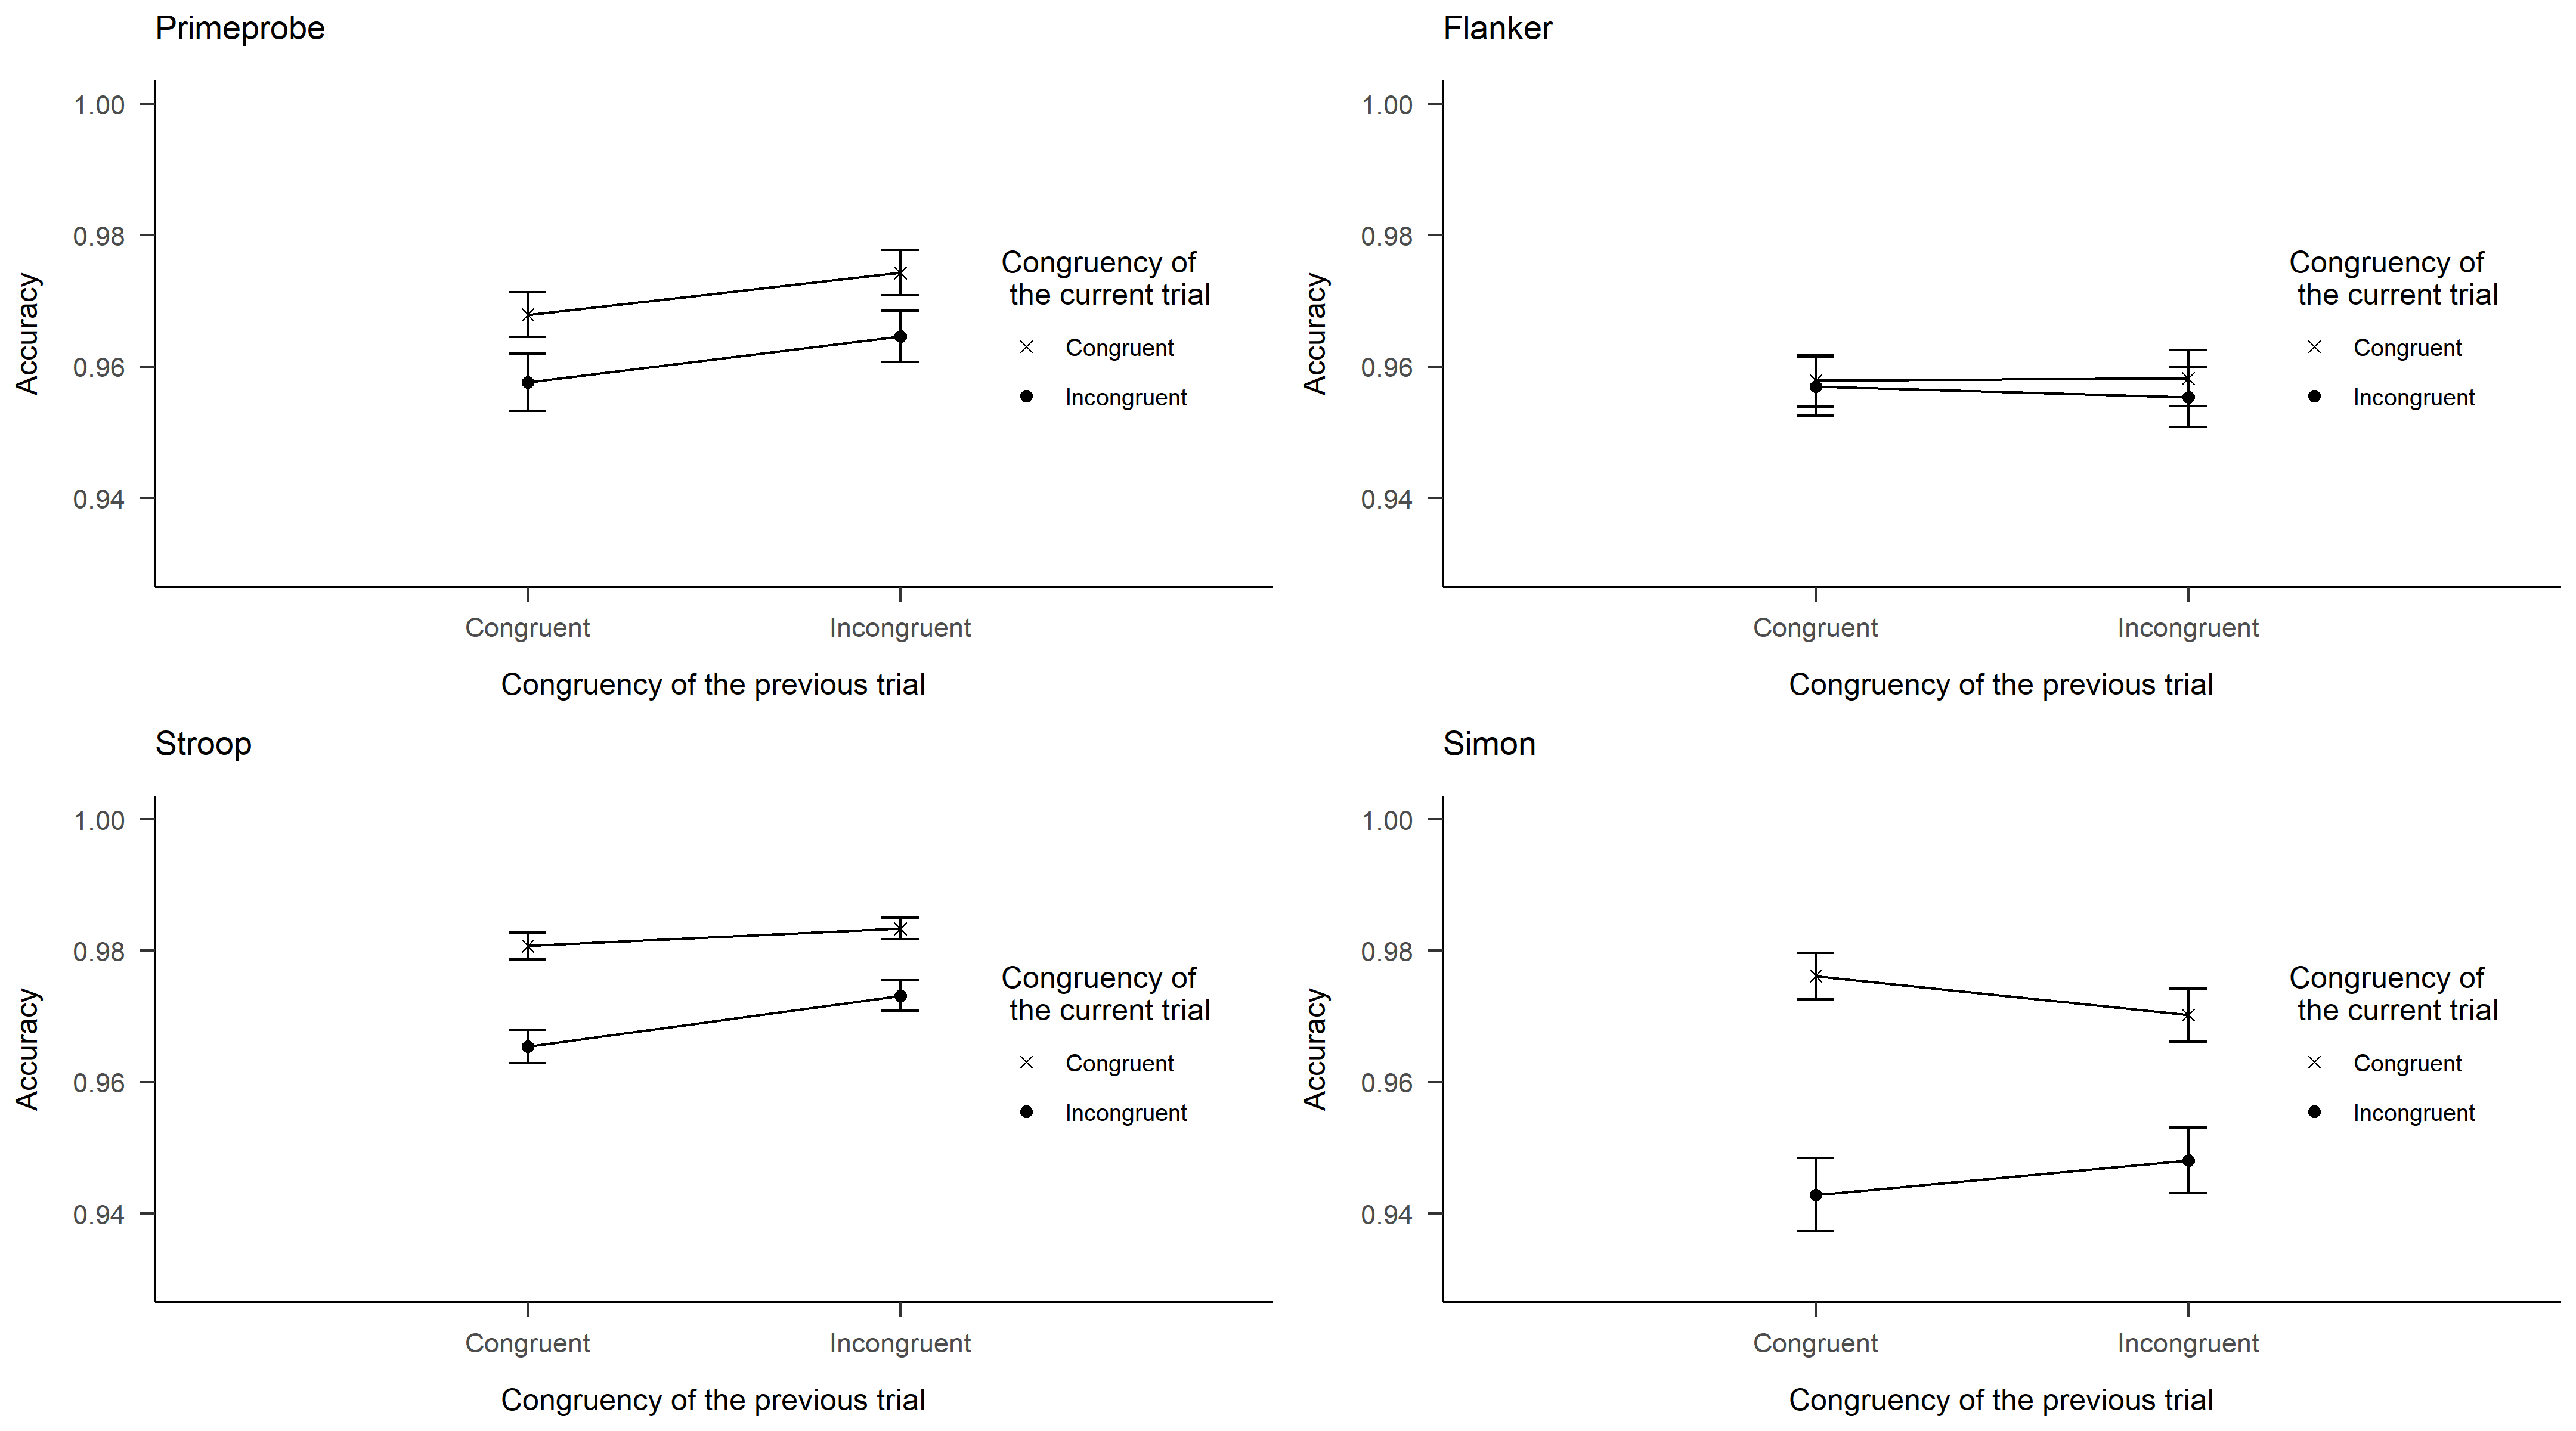 Primeprobe
1.00
0.98
0.96
0.94
Accuracy
Congruent
Incongruent
Congruency of the previous trial
Congruency of
the current trial
Congruent
Incongruent
Flanker
1.00
0.98
0.96
0.94
Accuracy
Congruent
Incongruent
Congruency of the previous trial
Congruency of
the current trial
Congruent
Incongruent
Stroop
1.00
0.98
0.96
0.94
Accuracy
Congruent
Incongruent
Congruency of the previous trial
Congruency of
the current trial
Congruent
Incongruent
Simon
1.00
0.98
0.96
0.94
Accuracy
Congruent
Incongruent
Congruency of the previous trial
Congruency of
the current trial
Congruent
Incongruent